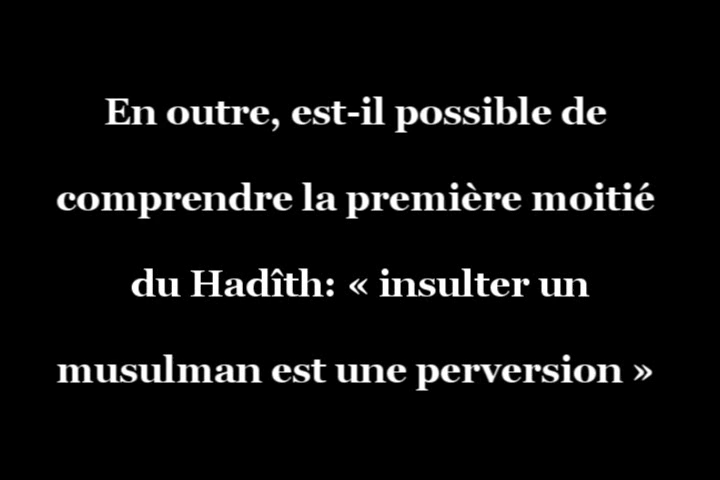 En outre, est-il possible de
comprendre la première moitié
du Hadîth: « insulter un
musulman est une perversion »